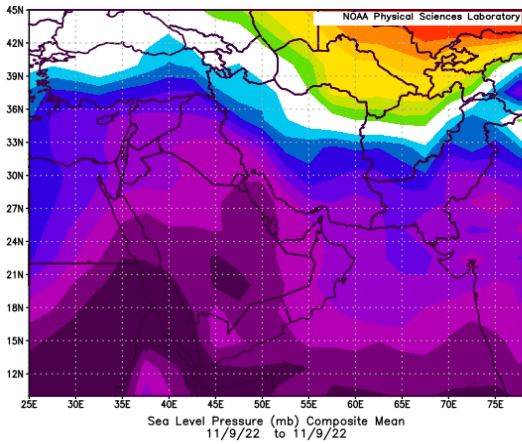 NOAA Physical Sciences Laboratory
45N
42N
39N
36N
33N
30N
27N
24N
21N
18N
15N
12N
25E 30E 35E 40E 45E 50E 55E 60E 65E 70E 75E
Sea Level Pressure (mb) Composite Mean
11/9/22 to 11/9/22